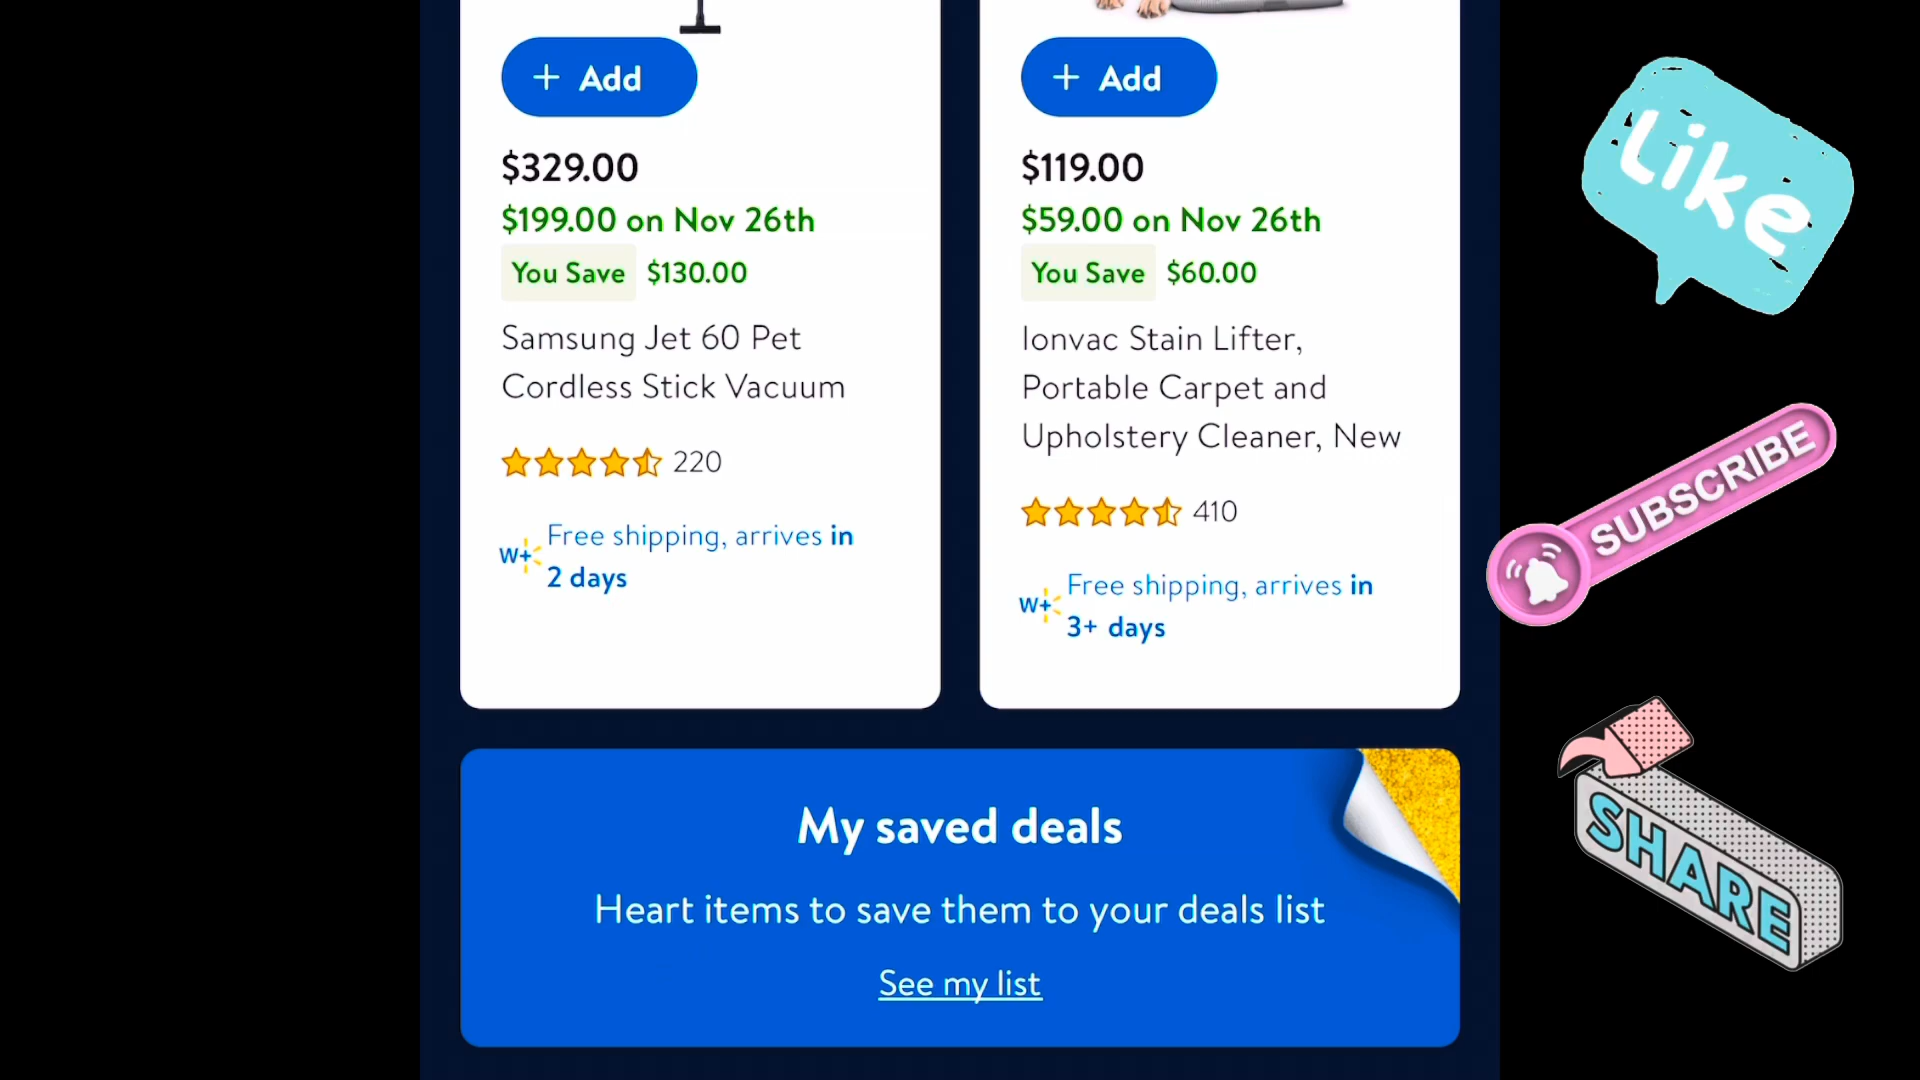 + Add
$329.00
$199.00 on Nov 26th
You Save $130.00
Samsung Jet 60 Pet
Cordless Stick Vacuum
220
W+ Free shipping, arrives in
2 days
+ Add
$119.00
$59.00 on Nov 26th
You Save $60.00
Ionvac Stain Lifter,
Portable Carpet and
Upholstery Cleaner, New
410
W+ Free shipping, arrives in
3+ days
My saved deals
Heart items to save them to your deals list
See my list
Like
SUBSCRIBE
SHARE